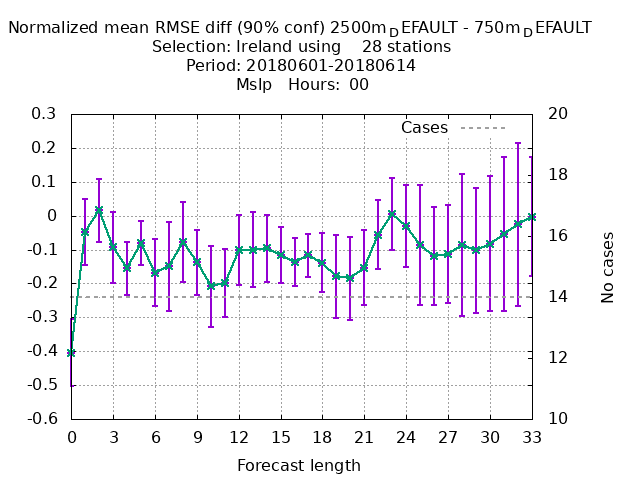 Normalized mean RMSE diff (90% conf) 2500m_DEFAULT - 750m_DEFAULT
Selection: Ireland using 28 stations
Period: 20180601-20180614
Mslp Hours: 00
Cases
0.3
0.2
0.1
0
-0.1
-0.2
-0.3
-0.4
-0.5
-0.6
20
18
16
14
12
10
No cases
0 3 6 9 12 15 18 21 24 27 30 33
Forecast length